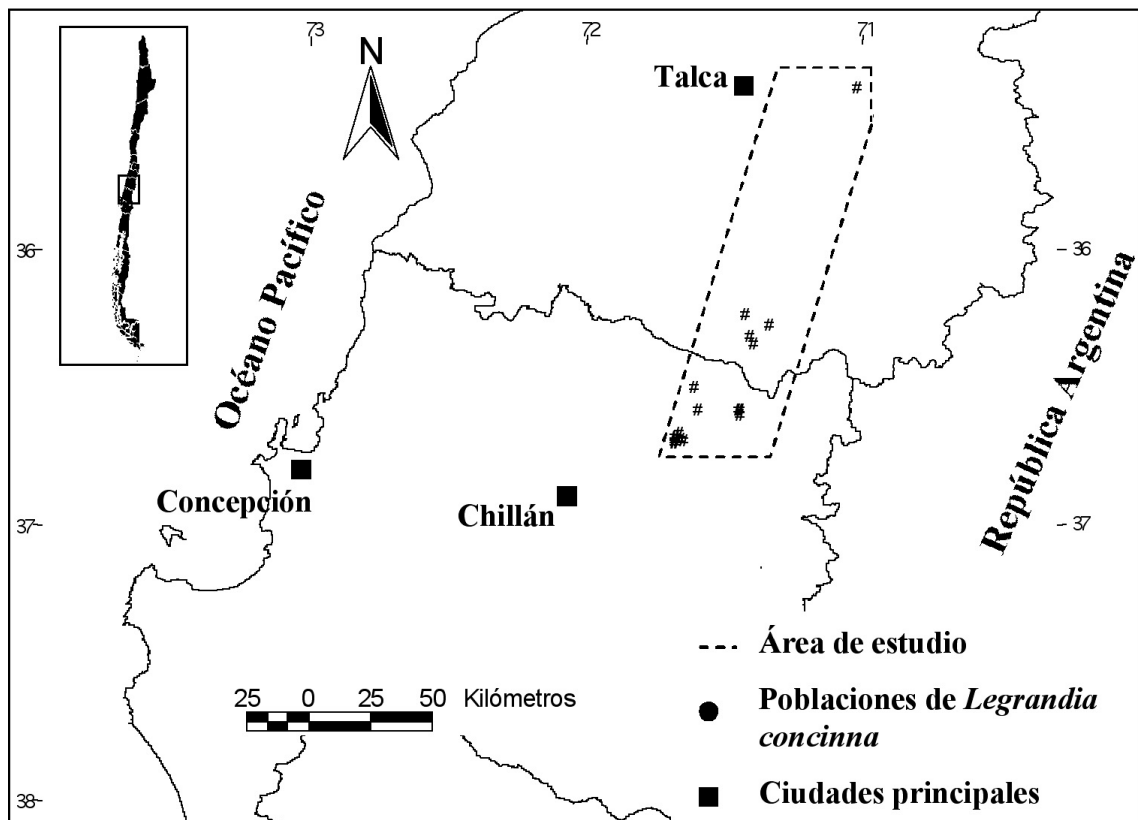 73
72
71
N
Talca
#
36
36
Océano Pacífico
República Argentina
#
#
#
#
#
#
#
#
#
#
#
#
#
Concepción
Chillán
37
37
Área de estudio
25 0 25 50 Kilómetros
Poblaciones de Legrandia
concinna
Ciudades principales
38